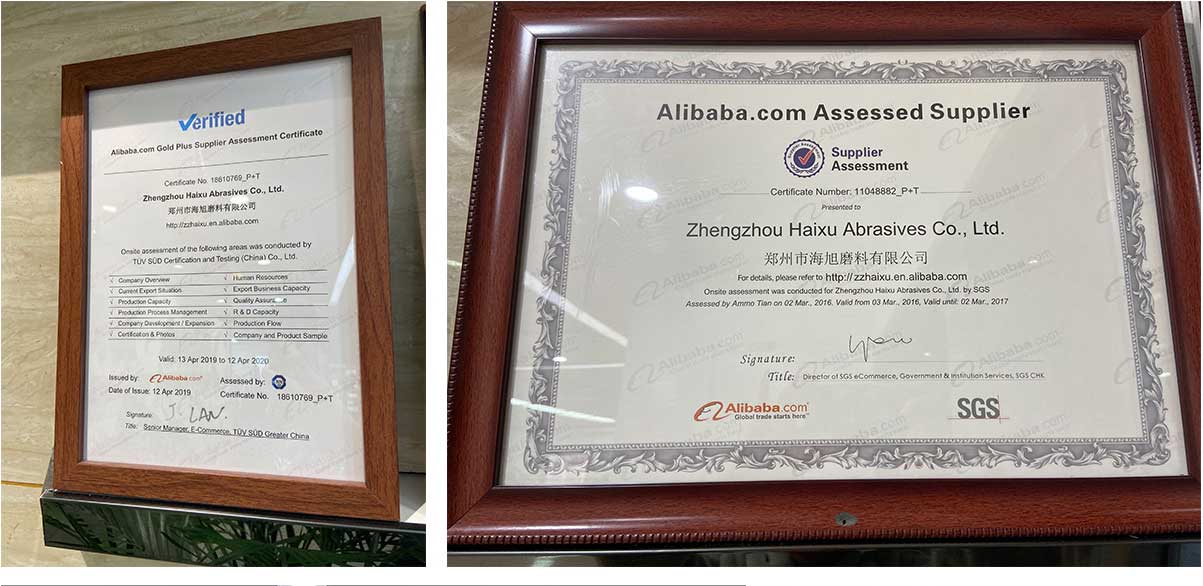 Verified
Alibaba.com Gold Plus Supplier Assessment Certificate
Certificate No. 18610769_P+T
Zhengzhou Haixu Abrasives Co., Ltd.
郑州市海旭磨料有限公司
http://zzhaixu.en.alibaba.com
Onsite assessment of the following areas was conducted by
TÜV SÜD Certification and Testing (China) Co., Ltd.
√ Company Overview √ Human Resources
√ Current Export Situation √ Export Business Capacity
√ Production Capacity √ Quality Assurance
√ Production Process Management √ R & D Capacity
√ Company Development / Expansion √ Production Flow
√ Certification & Photos √ Company and Product Sample
Valid: 13 Apr 2019 to 12 Apr 2020
Issued by: Alibaba.com Assessed by:
Date of Issue: 12 Apr 2019 Certificate No. 18610769_P+T
Signature: J. LAN.
Title: Senior Manager, E-Commerce, TÜV SÜD Greater China
Alibaba.com Assessed Supplier
Supplier
Assessment
Certificate Number: 11048882_P+T
Presented to
Zhengzhou Haixu Abrasives Co., Ltd.
郑州市海旭磨料有限公司
For details, please refer to http://zzhaixu.en.alibaba.com
Onsite assessment was conducted for Zhengzhou Haixu Abrasives Co., Ltd. by SGS
Assessed by Ammo Tian on 02 Mar., 2016, Valid from 03 Mar., 2016, Valid until: 02 Mar., 2017
Signature:
Title: Director of SGS eCommerce, Government & Institution Services, SGS CHK
Alibaba.com
Global trade starts here.™
SGS